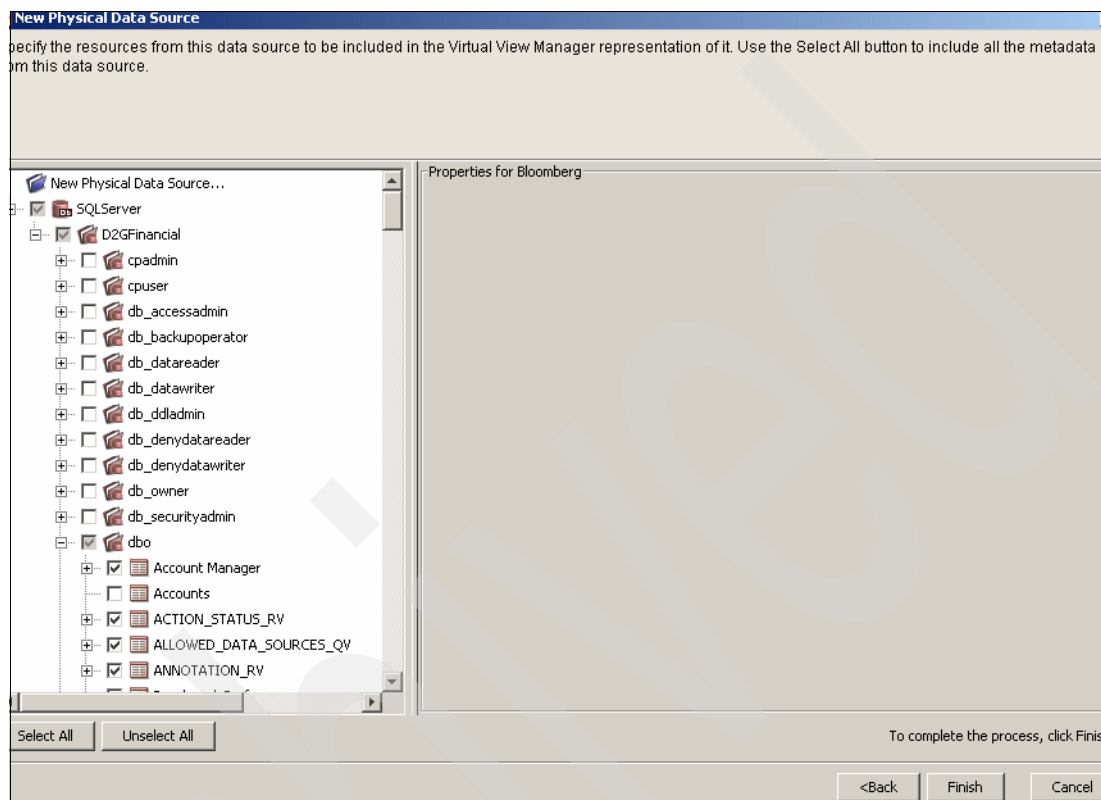 New Physical Data Source
pecify the resources from this data source to be included in the Virtual View Manager representation of it. Use the Select All button to include all the metadata
om this data source.
New Physical Data Source...
SQLServer
D2GFinancial
cpadmin
cpuser
db_accessadmin
db_backupoperator
db_datareader
db_datawriter
db_ddladmin
db_denydatareader
db_denydatawriter
db_owner
db_securityadmin
dbo
Account Manager
Accounts
ACTION_STATUS_RV
ALLOWED_DATA_SOURCES_QV
ANNOTATION_RV
Properties for Bloomberg
Select All
Unselect All
To complete the process, click Finis
<Back
Finish
Cancel